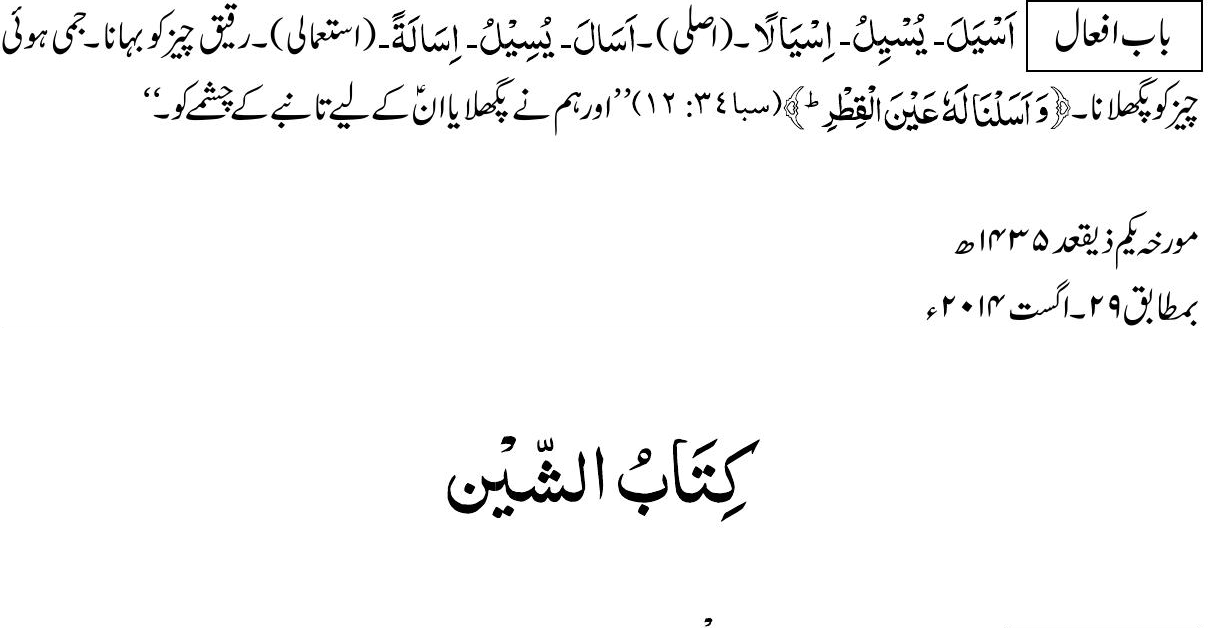 باب افعال اَسْيَلَ۔ يُسْيِلُ۔ اِسْيَالًا۔ (اصلی)۔ اَسَالَ۔ يُسِيْلُ۔ اِسَالَةً۔ (استعمالی)۔ رقیق چیز کو بہانا۔ جمی ہوئی
چیز کو پگھلانا۔ ﴿وَ اَسَلْنَا لَهٗ عَيْنَ الْقِطْرِ ؕ﴾ (سبا ٣٤: ١٢) ’’اور ہم نے پگھلایا انؑ کے لیے تانبے کے چشمے کو۔‘‘
مورخہ یکم ذیقعد ۱۴۳۵ھ
بمطابق ۲۹۔ اگست ۲۰۱۴ء
كِتَابُ الشِّيْن